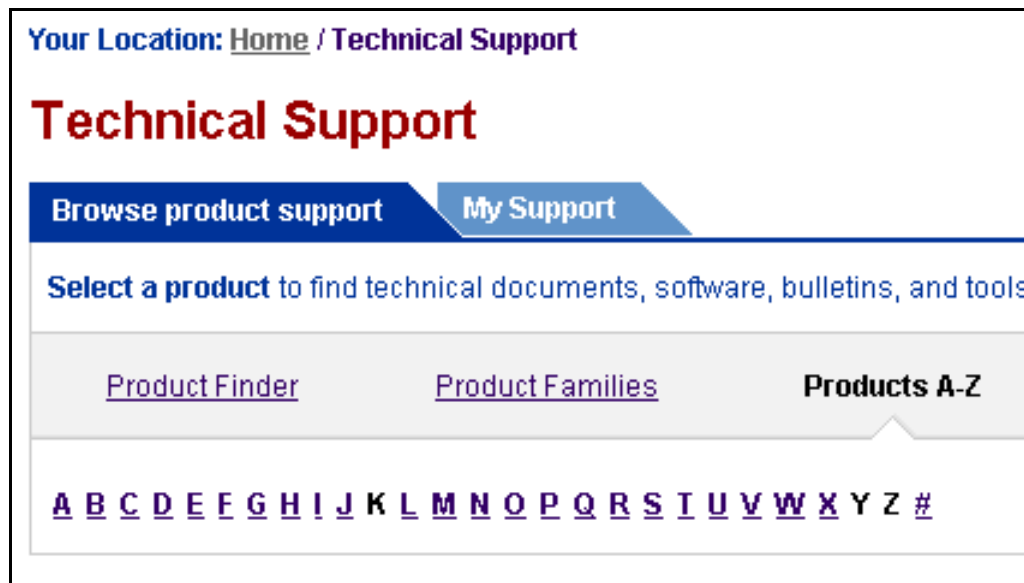 Your Location: Home / Technical Support
Technical Support
Browse product support My Support
Select a product to find technical documents, software, bulletins, and tools
Product Finder Product Families Products A-Z
A B C D E F G H I J K L M N O P Q R S T U V W X Y Z #